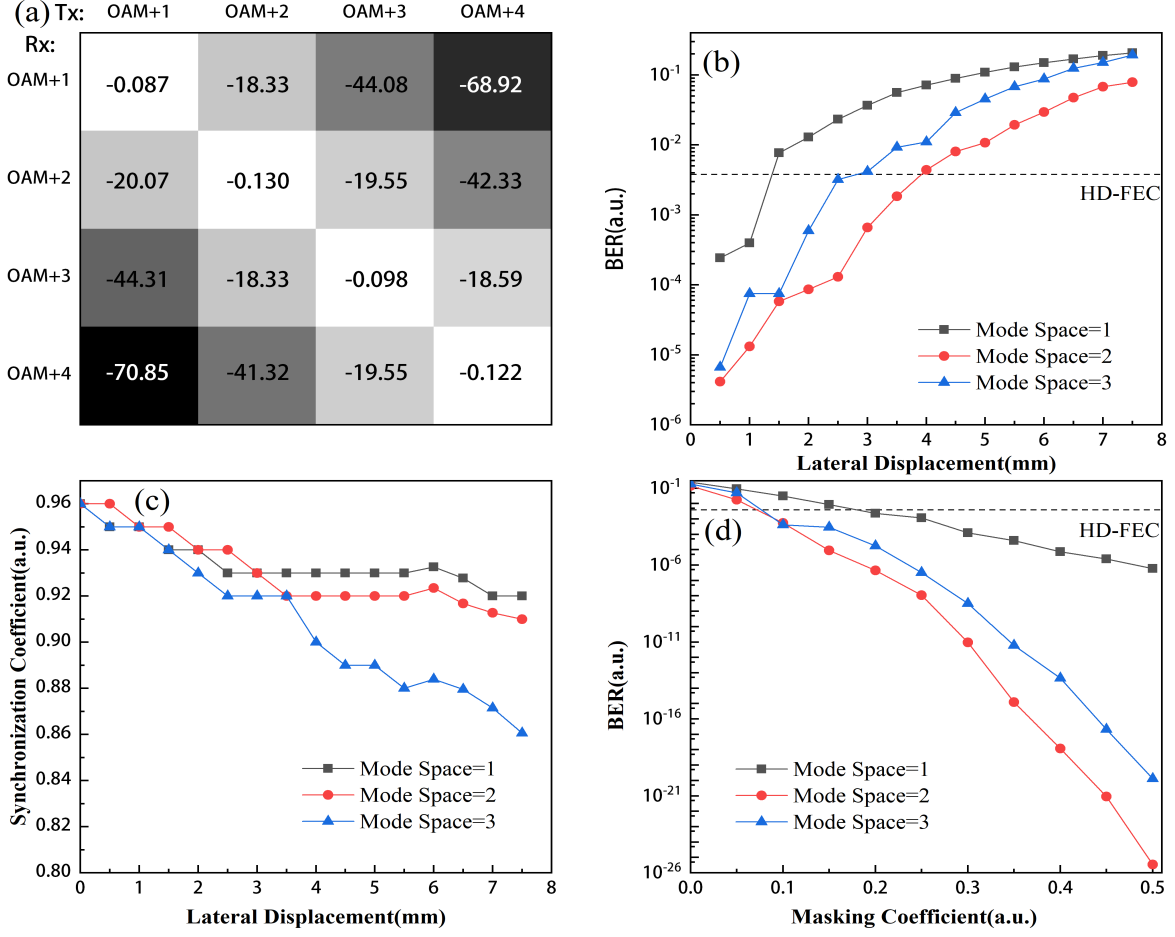 (a) Tx: OAM+1 OAM+2 OAM+3 OAM+4
Rx:
OAM+1 -0.087 -18.33 -44.08 -68.92
OAM+2 -20.07 -0.130 -19.55 -42.33
OAM+3 -44.31 -18.33 -0.098 -18.59
OAM+4 -70.85 -41.32 -19.55 -0.122
(b)
BER(a.u.)
10-1
10-2
10-3
10-4
10-5
10-6
HD-FEC
Mode Space=1
Mode Space=2
Mode Space=3
0 1 2 3 4 5 6 7 8
Lateral Displacement(mm)
(c)
Synchronization Coefficient(a.u.)
0.96
0.94
0.92
0.90
0.88
0.86
0.84
0.82
0.80
Mode Space=1
Mode Space=2
Mode Space=3
0 1 2 3 4 5 6 7 8
Lateral Displacement(mm)
(d)
BER(a.u.)
10-1
10-6
10-11
10-16
10-21
10-26
HD-FEC
Mode Space=1
Mode Space=2
Mode Space=3
0.0 0.1 0.2 0.3 0.4 0.5
Masking Coefficient(a.u.)